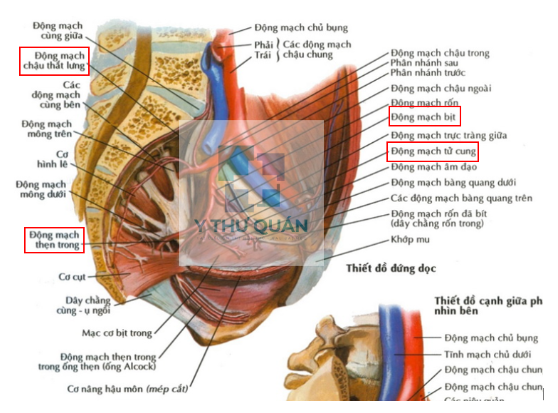 Động mạch
cùng giữa
Động mạch
chậu thắt lưng
Các
động mạch
cùng bên
Động mạch
mông trên
Cơ
hình lê
Động mạch
mông dưới
Động mạch
thẹn trong
Cơ cụt
Dây chằng
cùng - ụ ngồi
Mạc cơ bịt trong
Động mạch thẹn trong
trong ống thẹn (ống Alcock)
Cơ nâng hậu môn (mép cắt)
Động mạch chủ bụng
Phải
Trái
Các động mạch
chậu chung
Động mạch chậu trong
Phân nhánh sau
Phân nhánh trước
Động mạch chậu ngoài
Động mạch rốn
Động mạch bịt
Động mạch trực tràng giữa
Động mạch tử cung
Động mạch âm đạo
Động mạch bàng quang dưới
Các động mạch bàng quang trên
Động mạch rốn đã bít
(dây chằng rốn trong)
Khớp mu
Y THƯ QUÁN
Thiết đồ đứng dọc
Thiết đồ cạnh giữa ph
nhìn bên
Động mạch chủ bụng
Tĩnh mạch chủ dưới
Động mạch chậu chun
Động mạch chậu chun